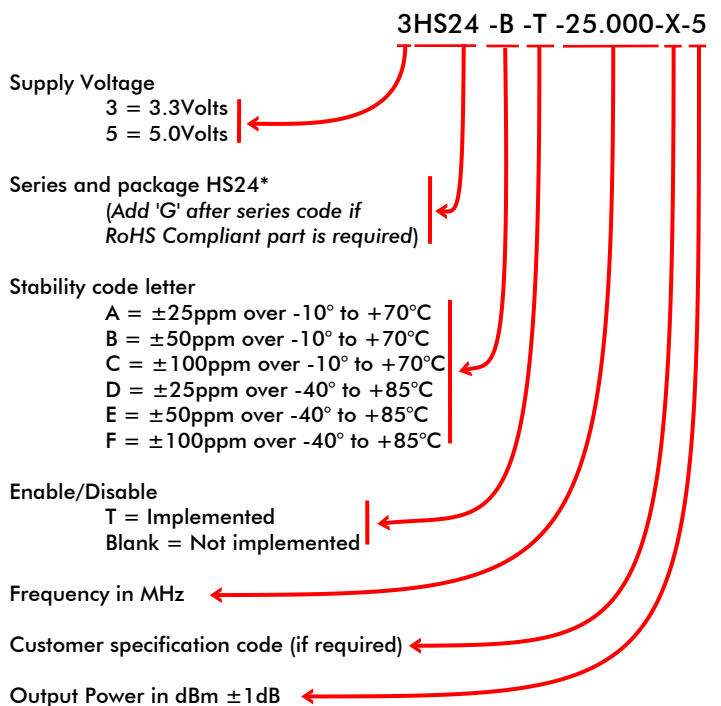 3HS24 -B -T -25.000-X-5
Supply Voltage
3 = 3.3Volts
5 = 5.0Volts
Series and package HS24*
(Add 'G' after series code if
RoHS Compliant part is required)
Stability code letter
A = ±25ppm over -10° to +70°C
B = ±50ppm over -10° to +70°C
C = ±100ppm over -10° to +70°C
D = ±25ppm over -40° to +85°C
E = ±50ppm over -40° to +85°C
F = ±100ppm over -40° to +85°C
Enable/Disable
T = Implemented
Blank = Not implemented
Frequency in MHz
Customer specification code (if required)
Output Power in dBm ±1dB